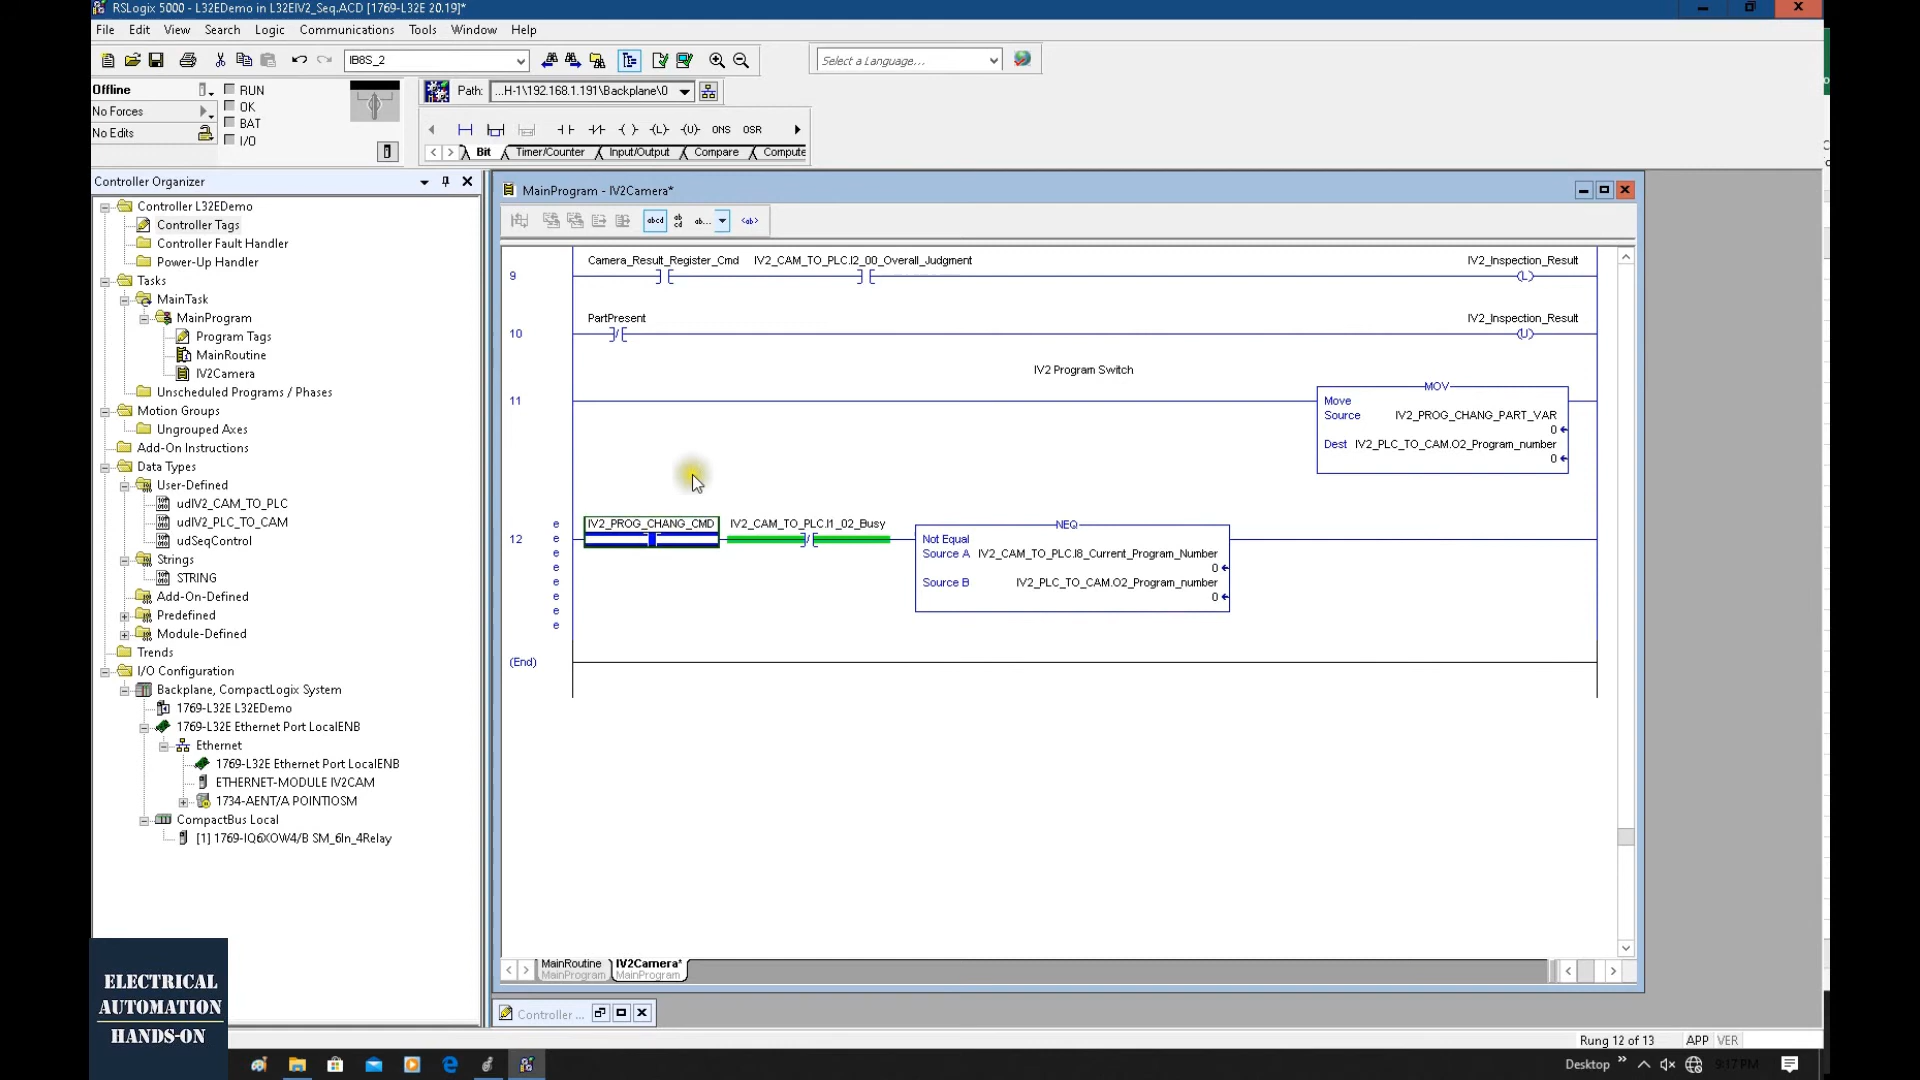 RSLogix 5000 - L32EDemo in L32EIV2_Seq.ACD [1769-L32E 20.19]*
File Edit View Search Logic Communications Tools Window Help
IB8S_2
Select a Language...
Offline
RUN
No Forces
OK
No Edits
BAT
I/O
Path: ...H-1\192.168.1.191\Backplane\0
ONS OSR
Bit Timer/Counter Input/Output Compare Compute
Controller Organizer
Controller L32EDemo
Controller Tags
Controller Fault Handler
Power-Up Handler
Tasks
MainTask
MainProgram
Program Tags
MainRoutine
IV2Camera
Unscheduled Programs / Phases
Motion Groups
Ungrouped Axes
Add-On Instructions
Data Types
User-Defined
udIV2_CAM_TO_PLC
udIV2_PLC_TO_CAM
udSeqControl
Strings
STRING
Add-On-Defined
Predefined
Module-Defined
Trends
I/O Configuration
Backplane, CompactLogix System
1769-L32E L32EDemo
1769-L32E Ethernet Port LocalENB
Ethernet
1769-L32E Ethernet Port LocalENB
ETHERNET-MODULE IV2CAM
1734-AENT/A POINTIOSM
CompactBus Local
[1] 1769-IQ6XOW4/B SM_6In_4Relay
MainProgram - IV2Camera*
Camera_Result_Register_Cmd IV2_CAM_TO_PLC.I2_00_Overall_Judgment IV2_Inspection_Result
9 L
PartPresent IV2_Inspection_Result
10 U
IV2 Program Switch
MOV
11 Move
Source IV2_PROG_CHANG_PART_VAR
0
Dest IV2_PLC_TO_CAM.O2_Program_number
0
IV2_PROG_CHANG_CMD IV2_CAM_TO_PLC.I1_02_Busy NEQ
e
e
e
e
e
e
e
e
12 Not Equal
Source A IV2_CAM_TO_PLC.I8_Current_Program_Number
0
Source B IV2_PLC_TO_CAM.O2_Program_number
0
(End)
MainRoutine IV2Camera*
MainProgram MainProgram
Controller ...
Rung 12 of 13 APP VER
ELECTRICAL
AUTOMATION
HANDS-ON
Desktop
9:17 PM